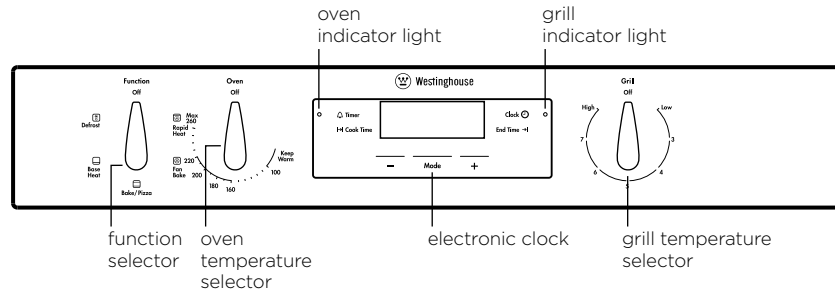 oven
indicator light
grill
indicator light
Function
Off
Defrost
Rapid
Heat
Base
Heat
Fan
Bake
Bake/Pizza
Oven
Off
Max
260
220
200
180
160
100
Keep
Warm
Westinghouse
Timer
Cook Time
Clock
End Time
− Mode +
Grill
Off
High
Low
7
3
6
4
5
function
selector
oven
temperature
selector
electronic clock
grill temperature
selector